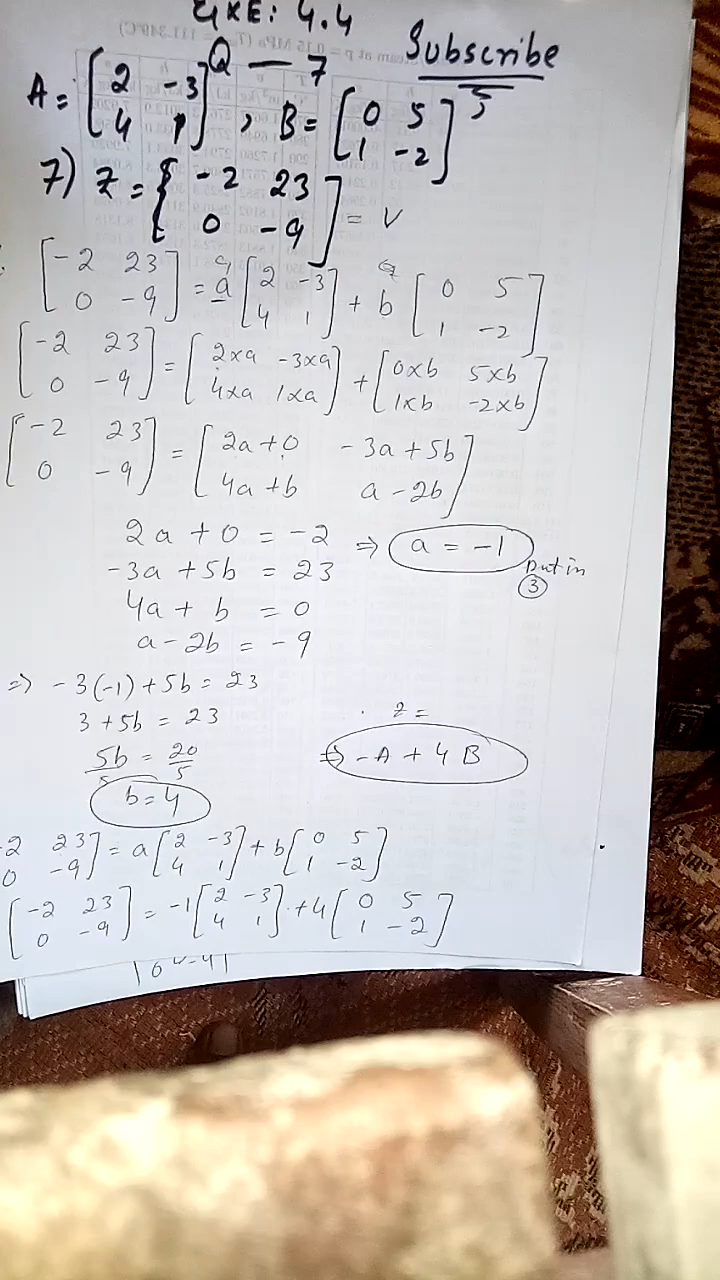 EXE: 4.4
Subscribe
Q — 7
A = [2 -3; 4 1], B = [0 5; 1 -2]
7) Z = [-2 23; 0 -9] = v
[-2 23; 0 -9] = a [2 -3; 4 1] + b [0 5; 1 -2]
[-2 23; 0 -9] = [2×a -3×a; 4×a 1×a] + [0×b 5×b; 1×b -2×b]
[-2 23; 0 -9] = [2a+0 -3a+5b; 4a+b a-2b]
2a + 0 = -2 ⇒ a = -1
put in
3
-3a + 5b = 23
4a + b = 0
a - 2b = -9
⇒ -3(-1) + 5b = 23
3 + 5b = 23
5b/5 = 20/5
b = 4
z =
⇒ -A + 4B
-2 23; 0 -9] = a [2 -3; 4 1] + b [0 5; 1 -2]
[-2 23; 0 -9] = -1 [2 -3; 4 1] + 4 [0 5; 1 -2]